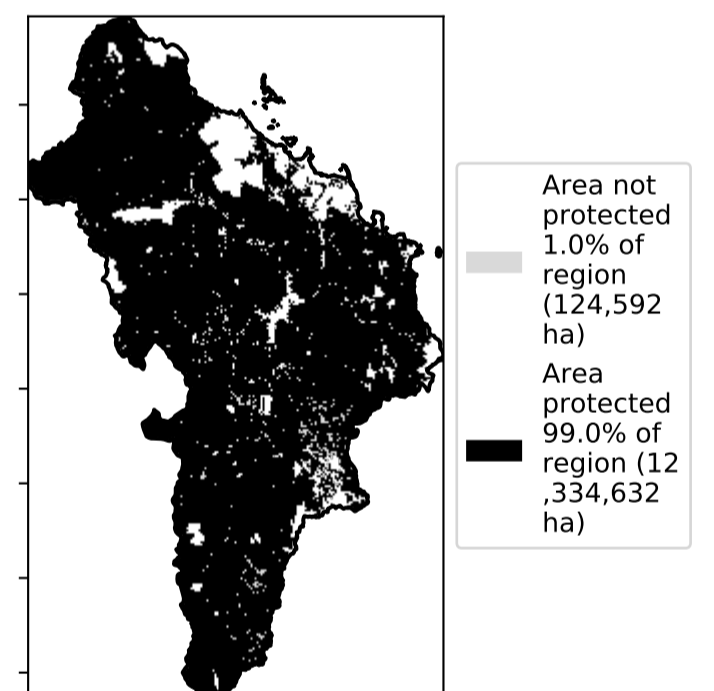 Area not
protected
1.0% of
region
(124,592
ha)
Area
protected
99.0% of
region (12
,334,632
ha)